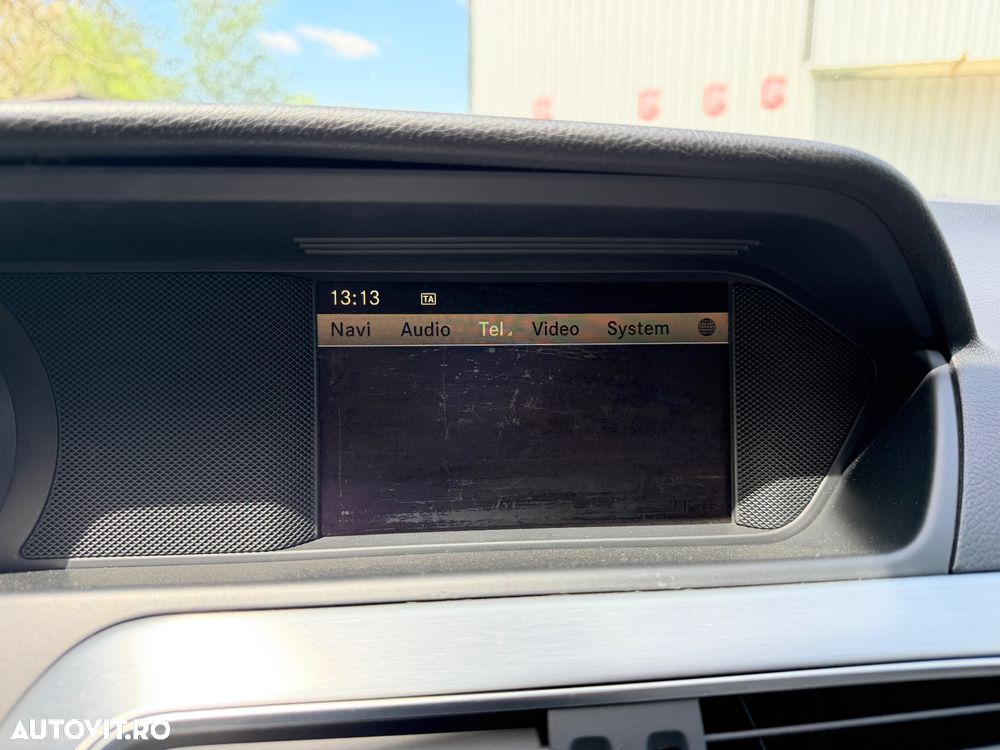 13:13 TA
Navi Audio Tel Video System
AUTOVIT.RO